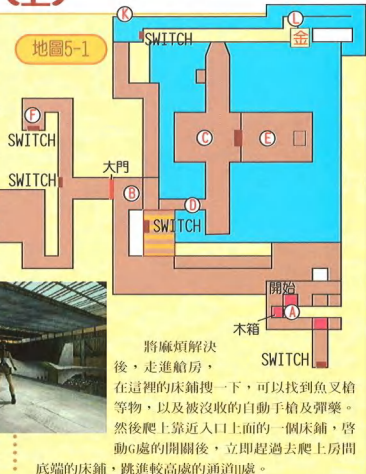 (上)
地圖5-1
K
L
SWITCH
金
F
SWITCH
C
E
SWITCH
大門
B
D
SWITCH
開始
A
木箱
SWITCH
將麻煩解決
後，走進艙房，
在這裡的床鋪搜一下，可以找到魚叉槍
等物，以及被沒收的自動手槍及彈藥。
然後爬上靠近入口上面的一個床鋪，啓
動G處的開關後，立即趕過去爬上房間
底端的床鋪，跳進較高處的通道H處。